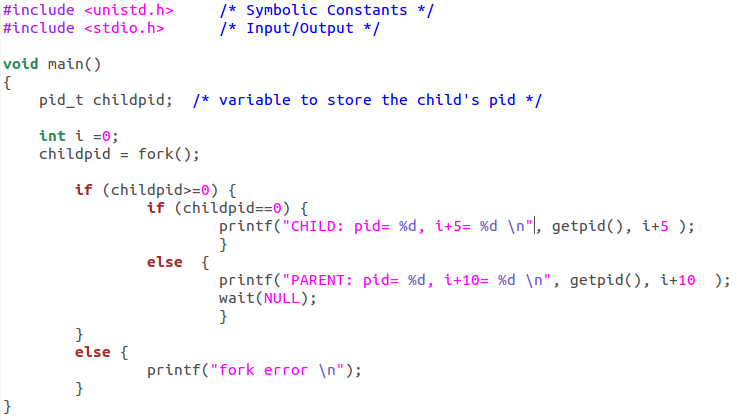 #include <unistd.h>     /* Symbolic Constants */
#include <stdio.h>      /* Input/Output */

void main()
{
    pid_t childpid;  /* variable to store the child's pid */

    int i =0;
    childpid = fork();

        if (childpid>=0) {
                if (childpid==0) {
                        printf("CHILD: pid= %d, i+5= %d \n", getpid(), i+5 );
                        }
                else  {
                        printf("PARENT: pid= %d, i+10= %d \n", getpid(), i+10  );
                        wait(NULL);
                        }
        }
        else {
                printf("fork error \n");
        }
}